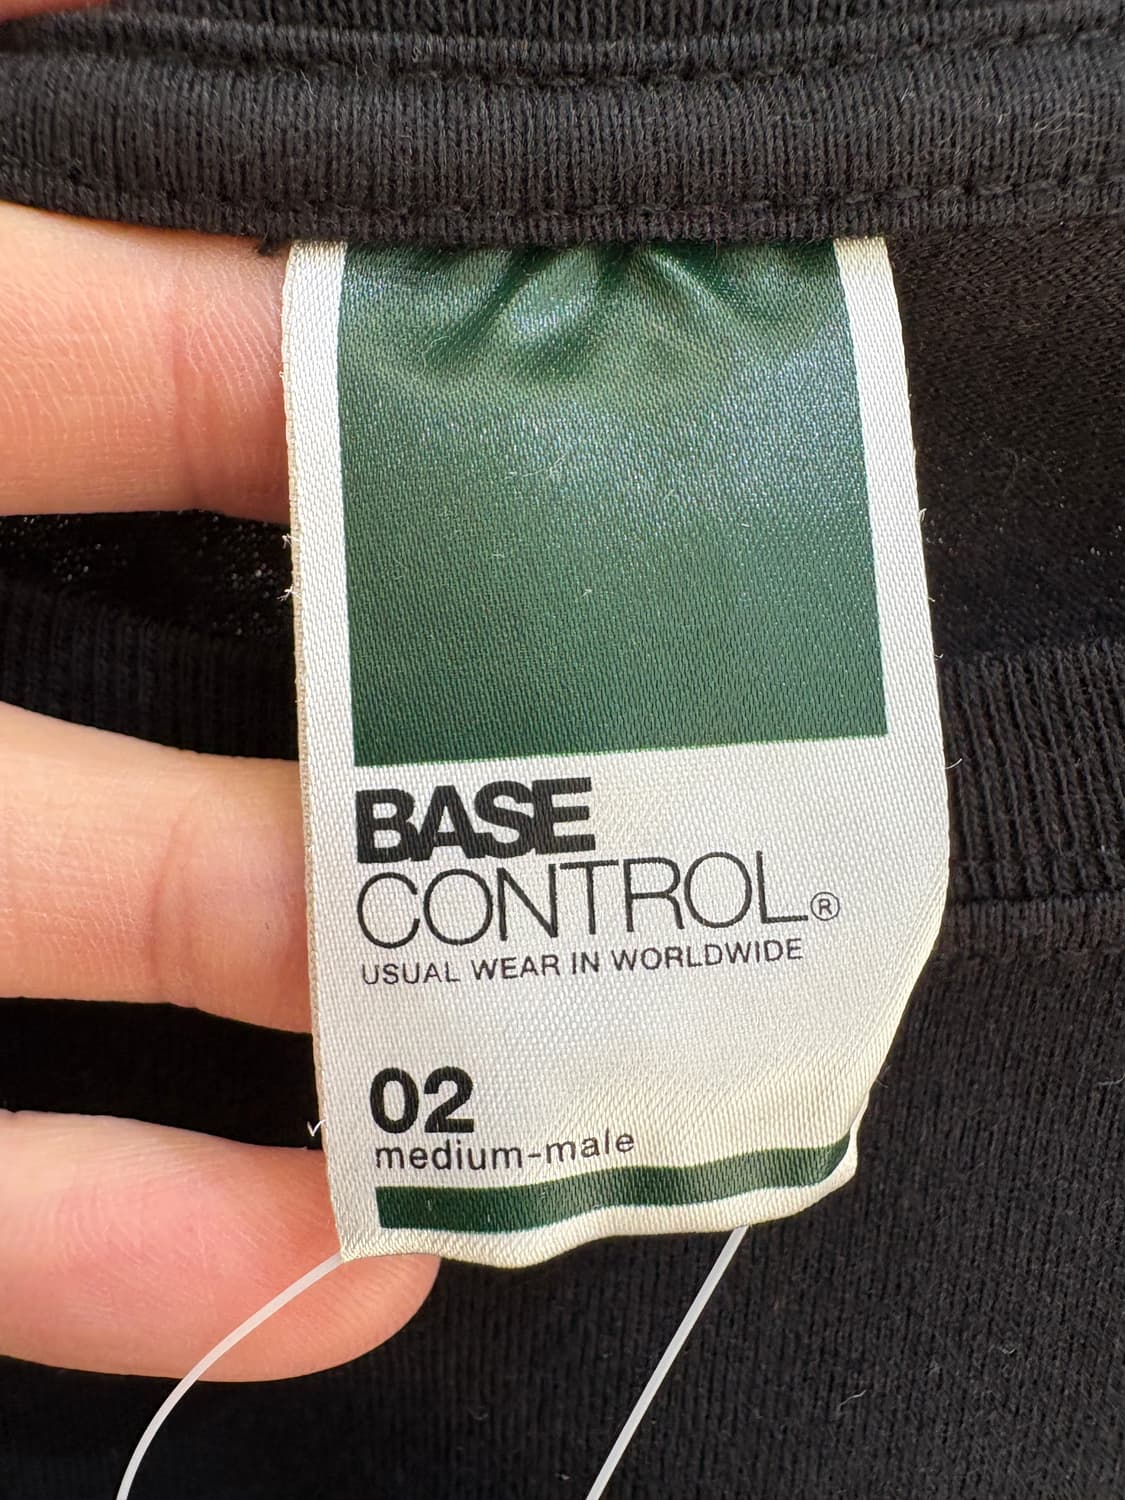 BASE
CONTROL®
USUAL WEAR IN WORLDWIDE
02
medium-male